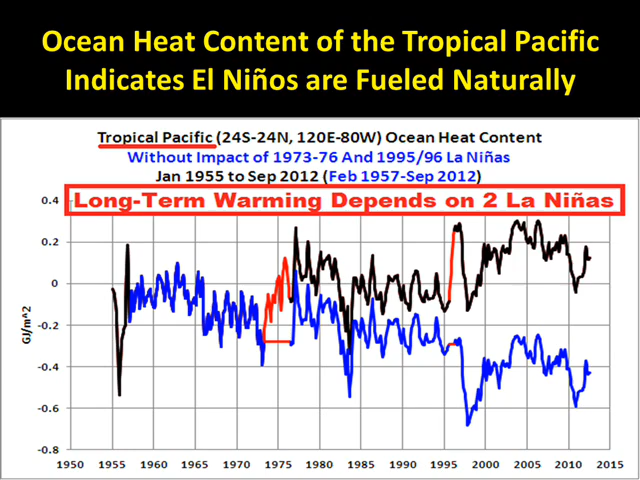 Ocean Heat Content of the Tropical Pacific
Indicates El Niños are Fueled Naturally
Tropical Pacific (24S-24N, 120E-80W) Ocean Heat Content
Without Impact of 1973-76 And 1995/96 La Niñas
Jan 1955 to Sep 2012 (Feb 1957-Sep 2012)
Long-Term Warming Depends on 2 La Niñas
0.4
0.2
0
-0.2
-0.4
-0.6
-0.8
GJ/m^2
1950 1955 1960 1965 1970 1975 1980 1985 1990 1995 2000 2005 2010 2015